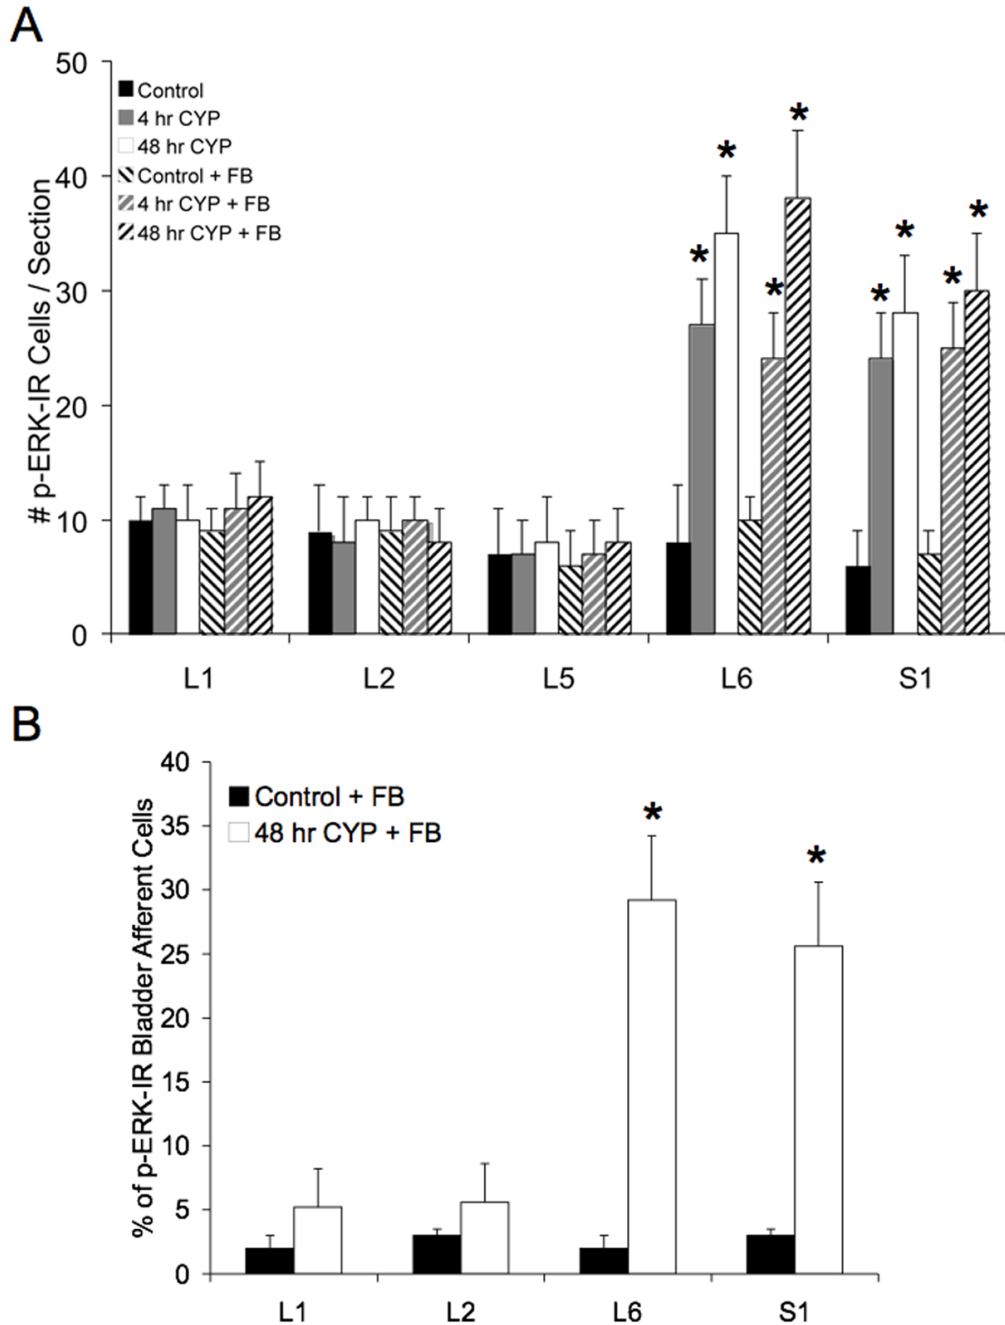 A
# p-ERK-IR Cells / Section
50
40
30
20
10
0
Control
4 hr CYP
48 hr CYP
Control + FB
4 hr CYP + FB
48 hr CYP + FB
* * * *
* * * *
L1 L2 L5 L6 S1
B
% of p-ERK-IR Bladder Afferent Cells
40
35
30
25
20
15
10
5
0
Control + FB
48 hr CYP + FB
* *
L1 L2 L6 S1